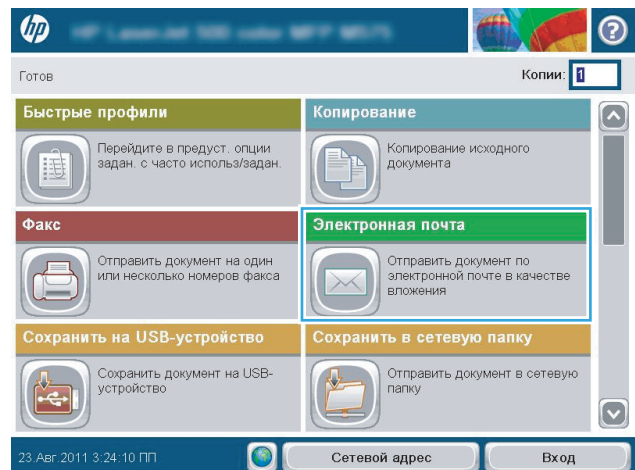 hp
Готов
Копии: 1
Быстрые профили
Перейдите в предуст. опции
задан. с часто использ/задан.
Копирование
Копирование исходного
документа
Факс
Отправить документ на один
или несколько номеров факса
Электронная почта
Отправить документ по
электронной почте в качестве
вложения
Сохранить на USB-устройство
Сохранить документ на USB-
устройство
Сохранить в сетевую папку
Отправить документ в сетевую
папку
23.Авг.2011 3:24:10 ПП
Сетевой адрес
Вход